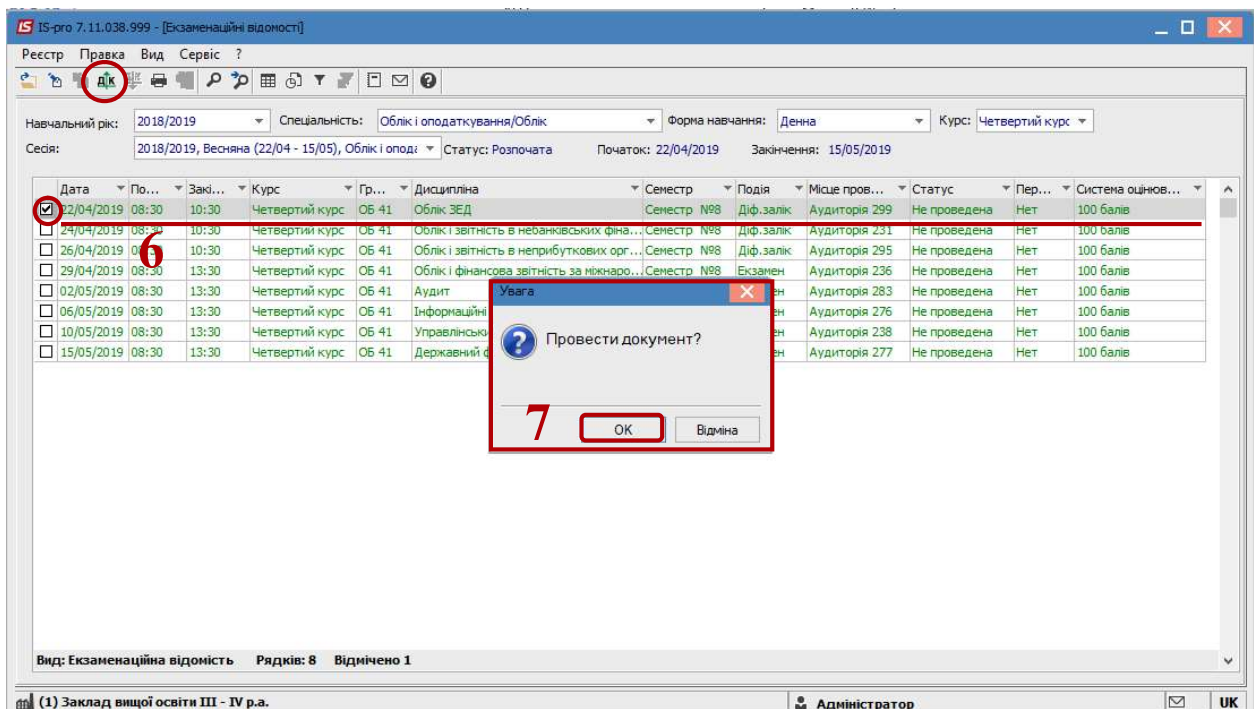 IS-pro 7.11.038.999 - [Екзаменаційні відомості]
Реєстр Правка Вид Сервіс ?
Д К
Навчальний рік: 2018/2019 Спеціальність: Облік і оподаткування/Облік Форма навчання: Денна Курс: Четвертий курс
Сесія: 2018/2019, Весняна (22/04 - 15/05), Облік і опода Статус: Розпочата Початок: 22/04/2019 Закінчення: 15/05/2019
Дата По... Закі... Курс Гр... Дисципліна Семестр Подія Місце пров... Статус Пер... Система оцінюв...
22/04/2019 08:30 10:30 Четвертий курс ОБ 41 Облік ЗЕД Семестр №8 Діф.залік Аудиторія 299 Не проведена Нет 100 балів
24/04/2019 08:30 10:30 Четвертий курс ОБ 41 Облік і звітність в небанківських фіна... Семестр №8 Діф.залік Аудиторія 231 Не проведена Нет 100 балів
6
26/04/2019 10:30 Четвертий курс ОБ 41 Облік і звітність в неприбуткових орг... Семестр №8 Діф.залік Аудиторія 295 Не проведена Нет 100 балів
29/04/2019 08:30 13:30 Четвертий курс ОБ 41 Облік і фінансова звітність за міжнаро... Семестр №8 Екзамен Аудиторія 236 Не проведена Нет 100 балів
02/05/2019 08:30 13:30 Четвертий курс ОБ 41 Аудит Аудиторія 283 Не проведена Нет 100 балів
06/05/2019 08:30 13:30 Четвертий курс ОБ 41 Інформаційні Аудиторія 276 Не проведена Нет 100 балів
10/05/2019 08:30 13:30 Четвертий курс ОБ 41 Управлінськ Аудиторія 238 Не проведена Нет 100 балів
15/05/2019 08:30 13:30 Четвертий курс ОБ 41 Державний ф Аудиторія 277 Не проведена Нет 100 балів
Увага
Провести документ?
7
OK Відміна
Вид: Екзаменаційна відомість Рядків: 8 Відмічено 1
(1) Заклад вищої освіти III - IV р.а. Адміністратор UK